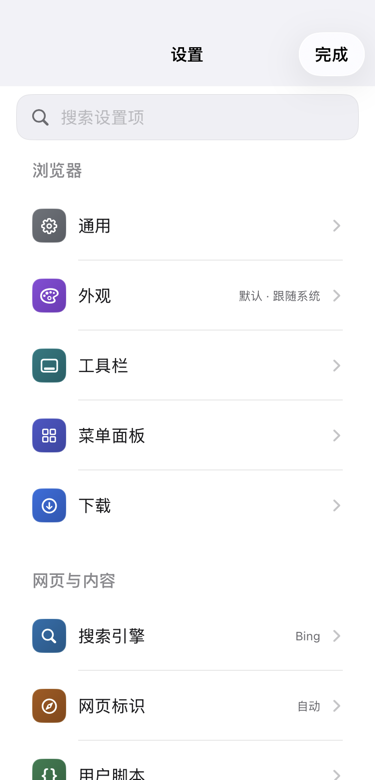 设置
完成
搜索设置项
浏览器
通用
外观 默认 · 跟随系统
工具栏
菜单面板
下载
网页与内容
搜索引擎 Bing
网页标识 自动
用户脚本